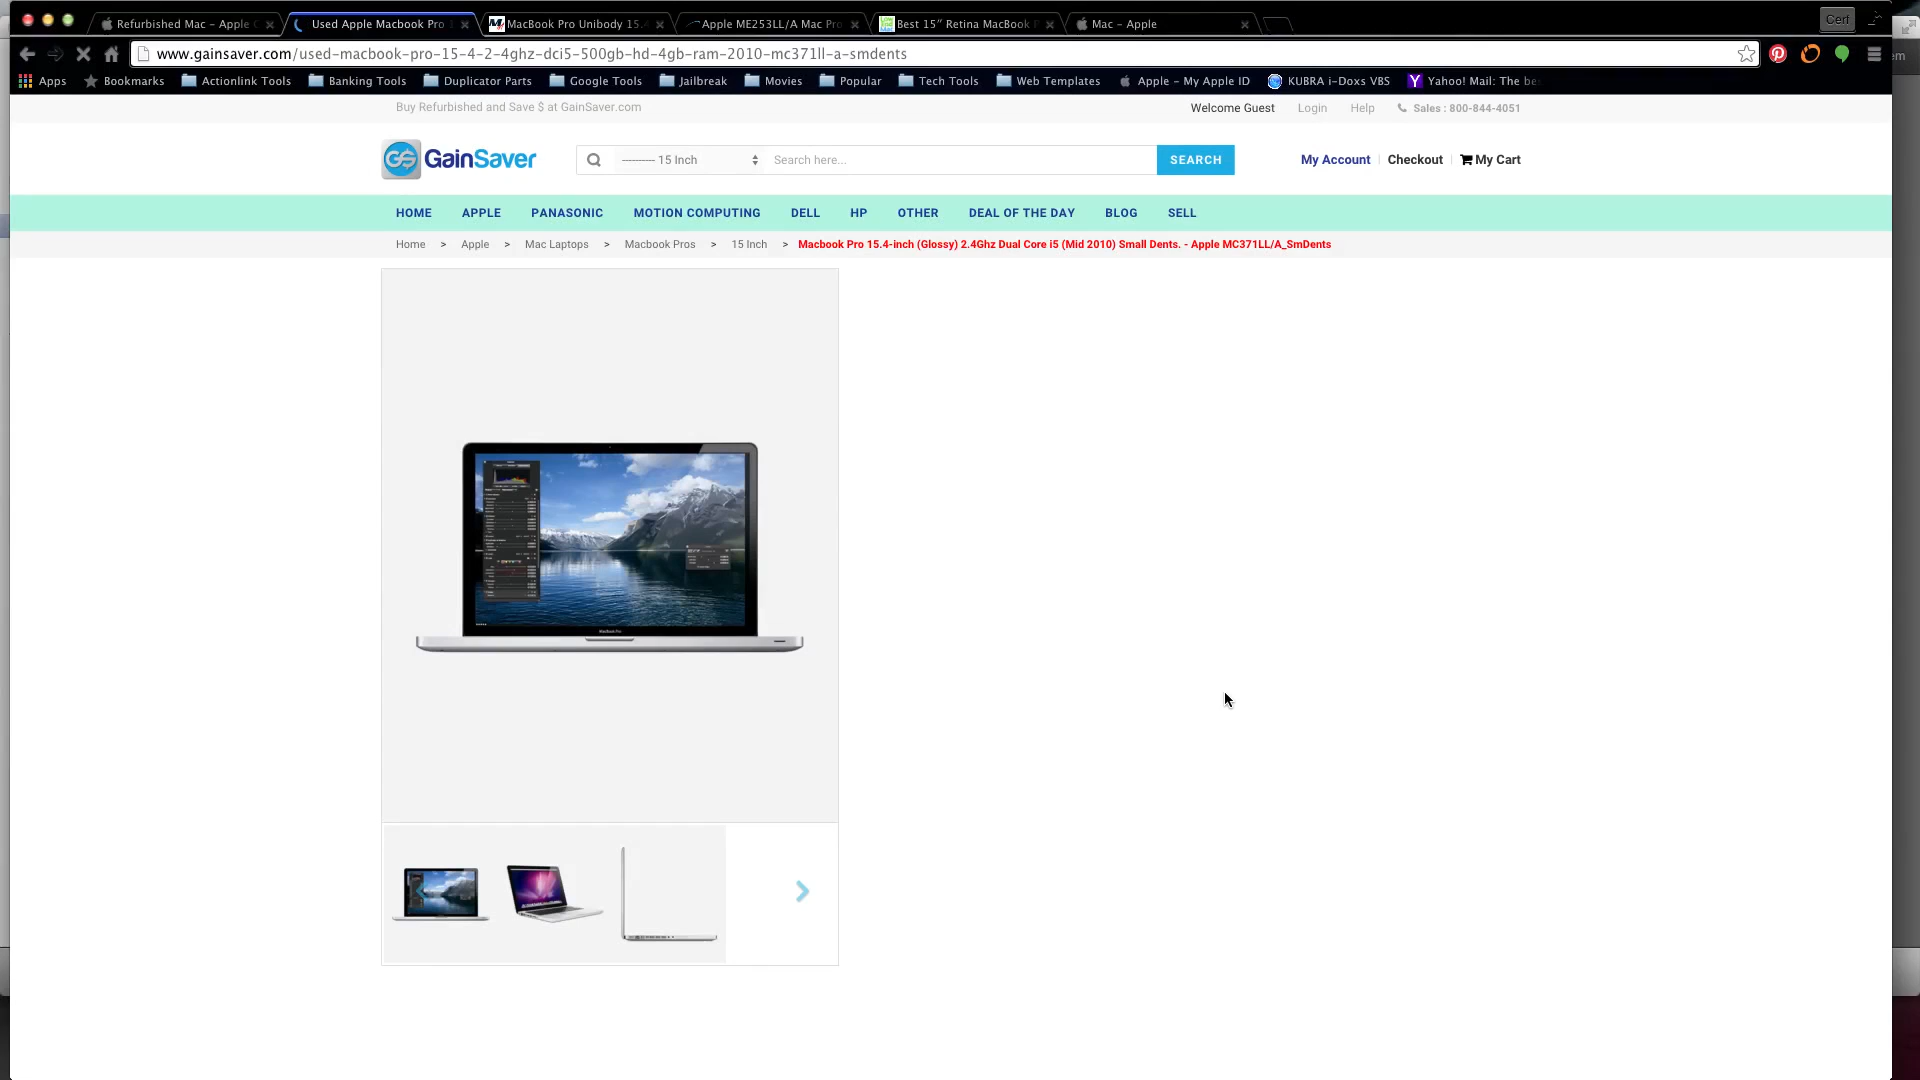 Refurbished Mac – Apple
Used Apple Macbook Pro
MacBook Pro Unibody 15.
Apple ME253LL/A Mac Pro
Best 15" Retina MacBook
Mac – Apple
Cerf
www.gainsaver.com/used-macbook-pro-15-4-2-4ghz-dci5-500gb-hd-4gb-ram-2010-mc371ll-a-smdents
Apps Bookmarks Actionlink Tools Banking Tools Duplicator Parts Google Tools Jailbreak Movies Popular Tech Tools Web Templates Apple – My Apple ID KUBRA i-Doxs VBS Yahoo! Mail: The be
Buy Refurbished and Save $ at GainSaver.com
Welcome Guest Login Help Sales : 800-844-4051
GainSaver
---------- 15 Inch
Search here...
SEARCH
My Account | Checkout | My Cart
HOME APPLE PANASONIC MOTION COMPUTING DELL HP OTHER DEAL OF THE DAY BLOG SELL
Home > Apple > Mac Laptops > Macbook Pros > 15 Inch > Macbook Pro 15.4-inch (Glossy) 2.4Ghz Dual Core i5 (Mid 2010) Small Dents. - Apple MC371LL/A_SmDents
MacBook Pro